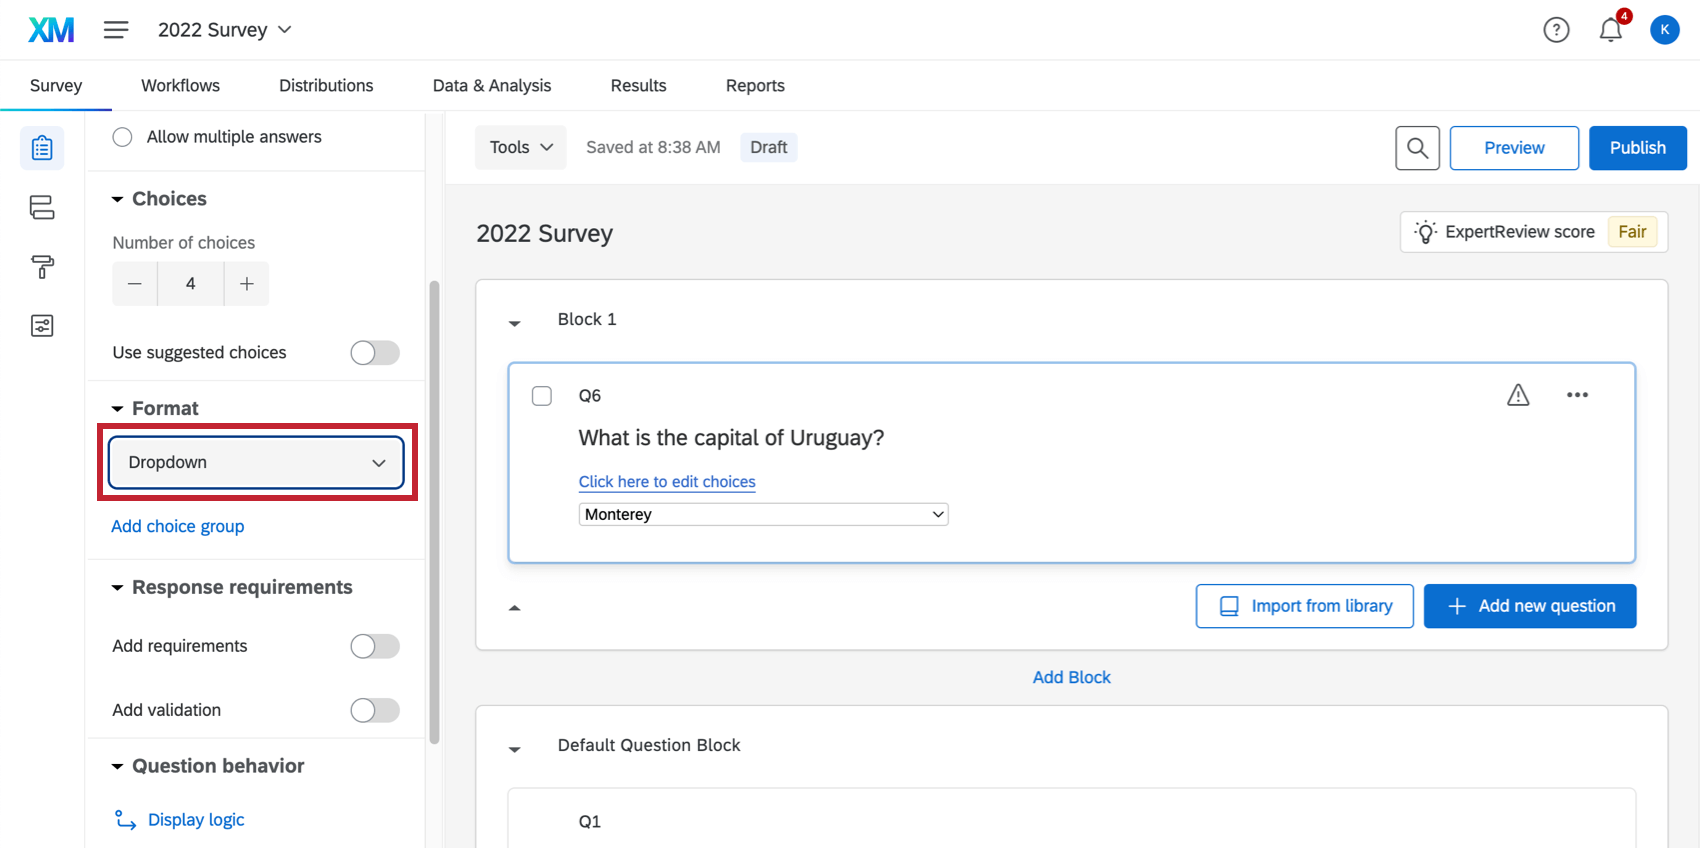 XM
2022 Survey
4
K
Survey
Workflows
Distributions
Data & Analysis
Results
Reports
Allow multiple answers
Choices
Number of choices
4
Use suggested choices
Format
Dropdown
Add choice group
Response requirements
Add requirements
Add validation
Question behavior
Display logic
Tools
Saved at 8:38 AM
Draft
Preview
Publish
2022 Survey
ExpertReview score
Fair
Block 1
Q6
What is the capital of Uruguay?
Click here to edit choices
Monterey
Import from library
Add new question
Add Block
Default Question Block
Q1